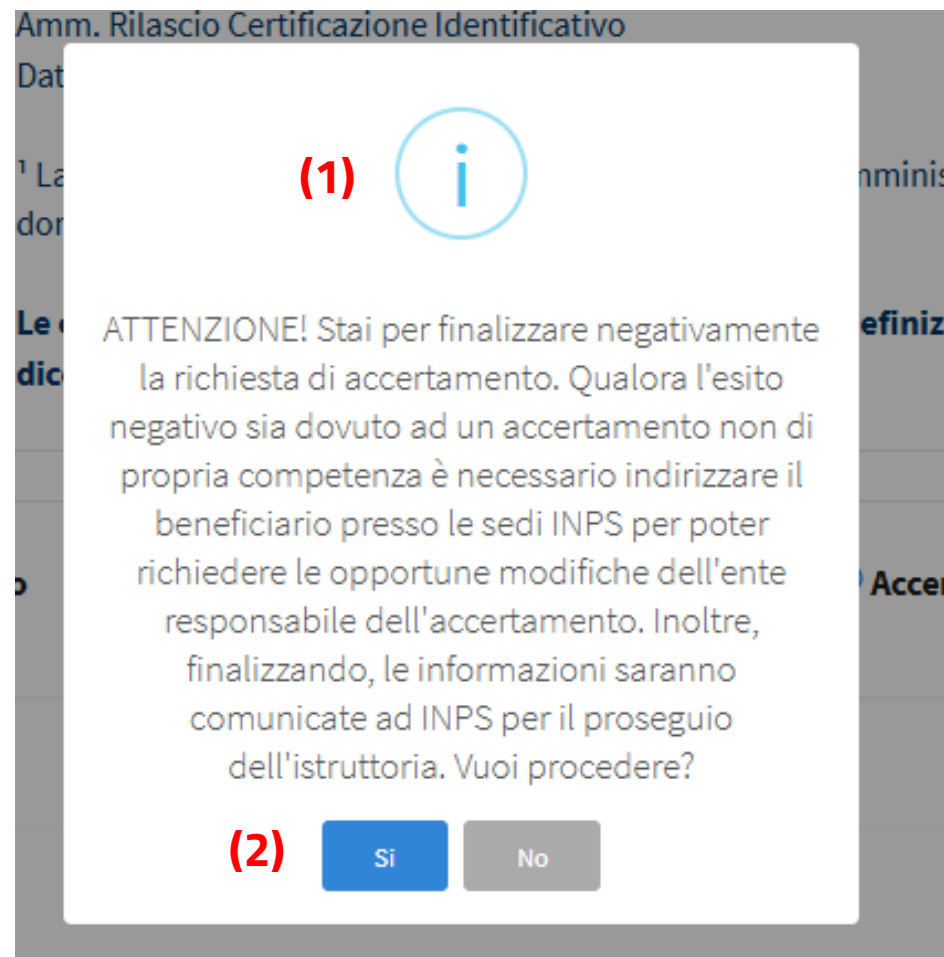 Amm. Rilascio Certificazione Identificativo
Dat
¹ La
dor
(1)
i
Le
dic
ATTENZIONE! Stai per finalizzare negativamente
la richiesta di accertamento. Qualora l'esito
negativo sia dovuto ad un accertamento non di
propria competenza è necessario indirizzare il
beneficiario presso le sedi INPS per poter
richiedere le opportune modifiche dell'ente
responsabile dell'accertamento. Inoltre,
finalizzando, le informazioni saranno
comunicate ad INPS per il proseguio
dell'istruttoria. Vuoi procedere?
(2)
Si
No
mminis
efiniz
o
Accer